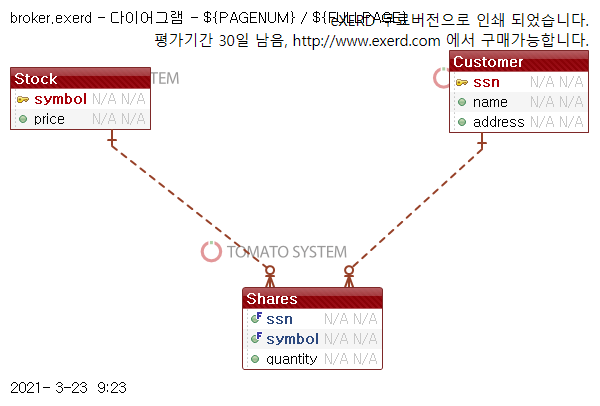 broker.exerd - 다이어그램 - ${PAGENUM} / ${FULLPAGE}
eXERD 무료버전으로 인쇄 되었습니다.
평가기간 30일 남음, http://www.exerd.com 에서 구매가능합니다.
Stock
symbol N/A N/A
price N/A N/A
Customer
ssn N/A N/A
name N/A N/A
address N/A N/A
TOMATO SYSTEM
Shares
ssn N/A N/A
symbol N/A N/A
quantity N/A N/A
2021- 3-23 9:23